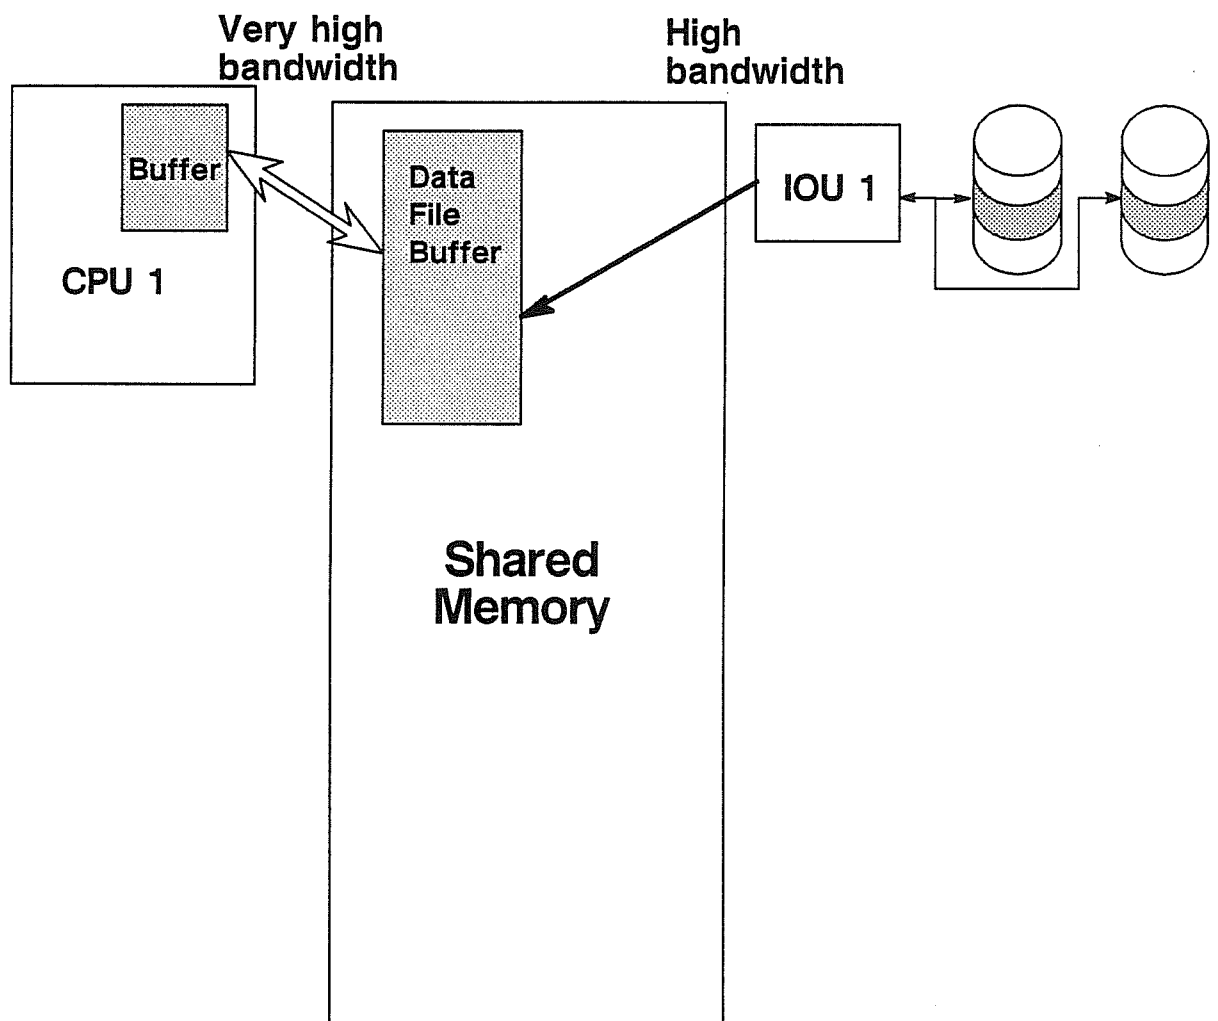 Very high
bandwidth
High
bandwidth
Buffer
CPU 1
Data
File
Buffer
IOU 1
Shared
Memory